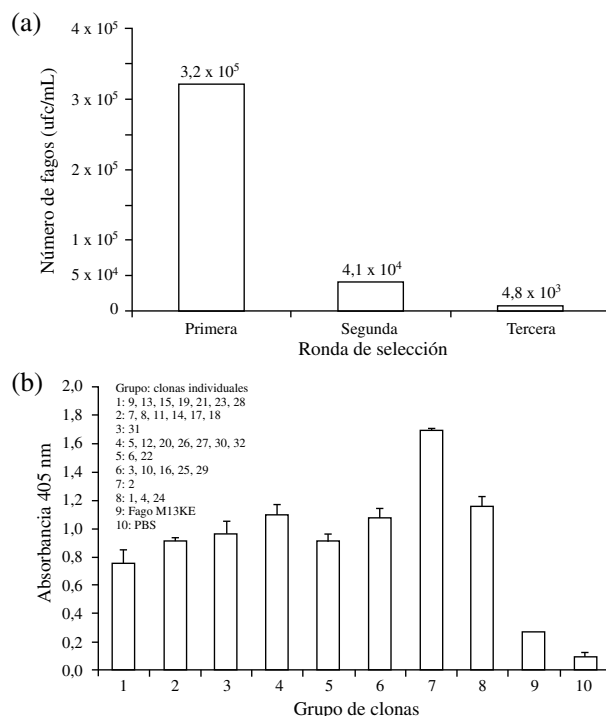 (a)
Número de fagos (ufc/mL)
4 x 10⁵
3 x 10⁵
2 x 10⁵
1 x 10⁵
5 x 10⁴
0
3,2 x 10⁵
4,1 x 10⁴
4,8 x 10³
Primera Segunda Tercera
Ronda de selección
(b)
Absorbancia 405 nm
2,0
1,8
1,6
1,4
1,2
1,0
0,8
0,6
0,4
0,2
0,0
Grupo: clonas individuales
1: 9, 13, 15, 19, 21, 23, 28
2: 7, 8, 11, 14, 17, 18
3: 31
4: 5, 12, 20, 26, 27, 30, 32
5: 6, 22
6: 3, 10, 16, 25, 29
7: 2
8: 1, 4, 24
9: Fago M13KE
10: PBS
1 2 3 4 5 6 7 8 9 10
Grupo de clonas